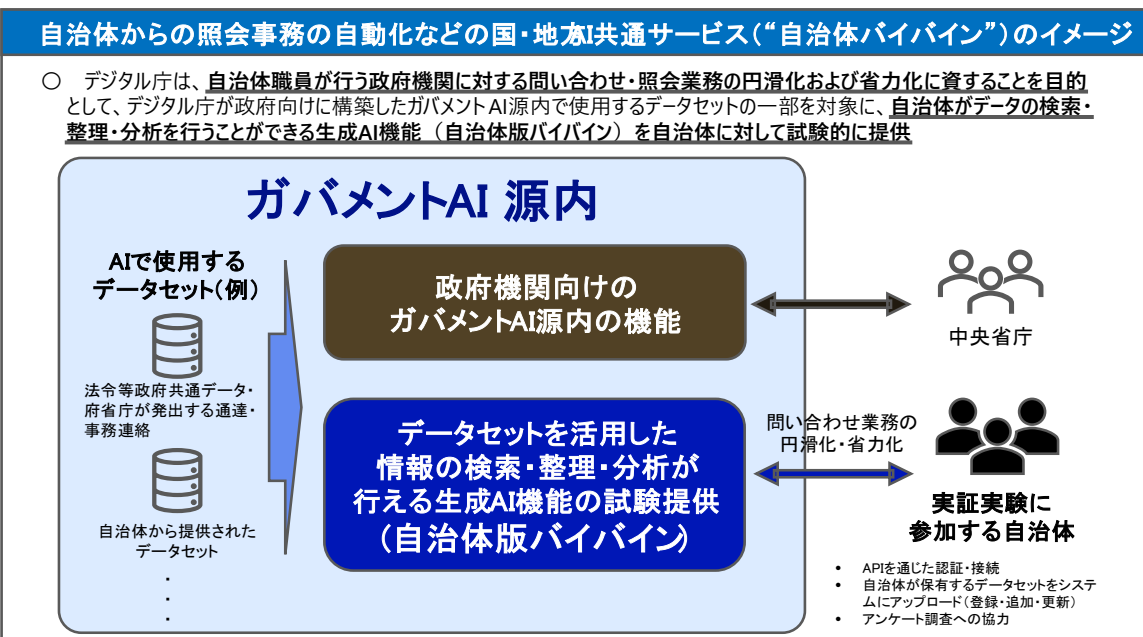 自治体からの照会事務の自動化などの国・地方AI共通サービス(“自治体バイバイン”)のイメージ
○　デジタル庁は、自治体職員が行う政府機関に対する問い合わせ・照会業務の円滑化および省力化に資することを目的
として、デジタル庁が政府向けに構築したガバメントAI源内で使用するデータセットの一部を対象に、自治体がデータの検索・
整理・分析を行うことができる生成AI機能（自治体版バイバイン）を自治体に対して試験的に提供
ガバメントAI 源内
AIで使用する
データセット(例)
法令等政府共通データ・
府省庁が発出する通達・
事務連絡
自治体から提供された
データセット
・
・
・
政府機関向けの
ガバメントAI源内の機能
データセットを活用した
情報の検索・整理・分析が
行える生成AI機能の試験提供
(自治体版バイバイン)
中央省庁
問い合わせ業務の
円滑化・省力化
実証実験に
参加する自治体
• APIを通じた認証・接続
• 自治体が保有するデータセットをシステ
ムにアップロード(登録・追加・更新)
• アンケート調査への協力